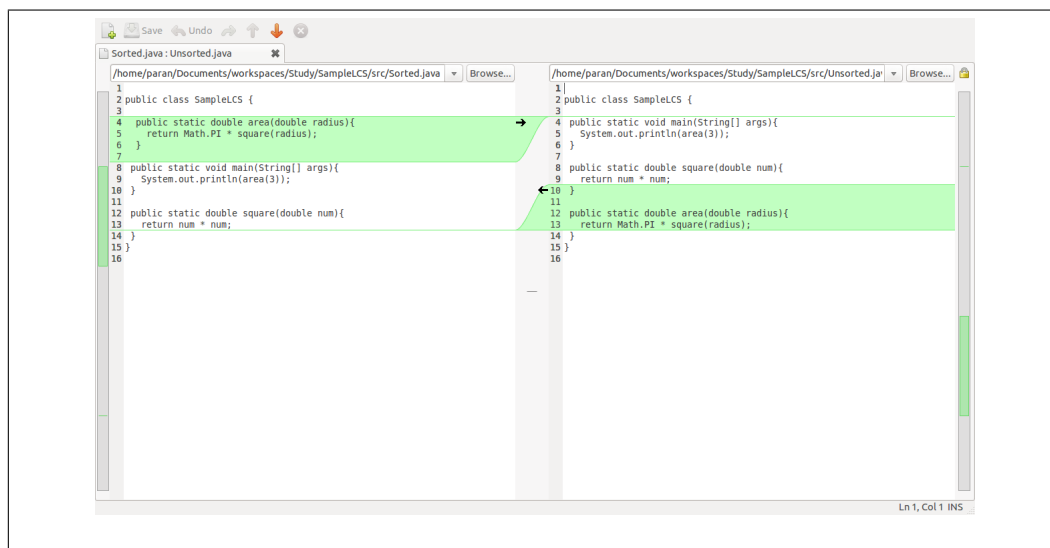 Save Undo
Sorted.java : Unsorted.java
/home/paran/Documents/workspaces/Study/SampleLCS/src/Sorted.java Browse...
1
2 public class SampleLCS {
3
4 public static double area(double radius){
5 return Math.PI * square(radius);
6 }
7
8 public static void main(String[] args){
9 System.out.println(area(3));
10 }
11
12 public static double square(double num){
13 return num * num;
14 }
15 }
16
/home/paran/Documents/workspaces/Study/SampleLCS/src/Unsorted.jav Browse...
1
2 public class SampleLCS {
3
4 public static void main(String[] args){
5 System.out.println(area(3));
6 }
7
8 public static double square(double num){
9 return num * num;
10 }
11
12 public static double area(double radius){
13 return Math.PI * square(radius);
14 }
15 }
16
Ln 1, Col 1 INS